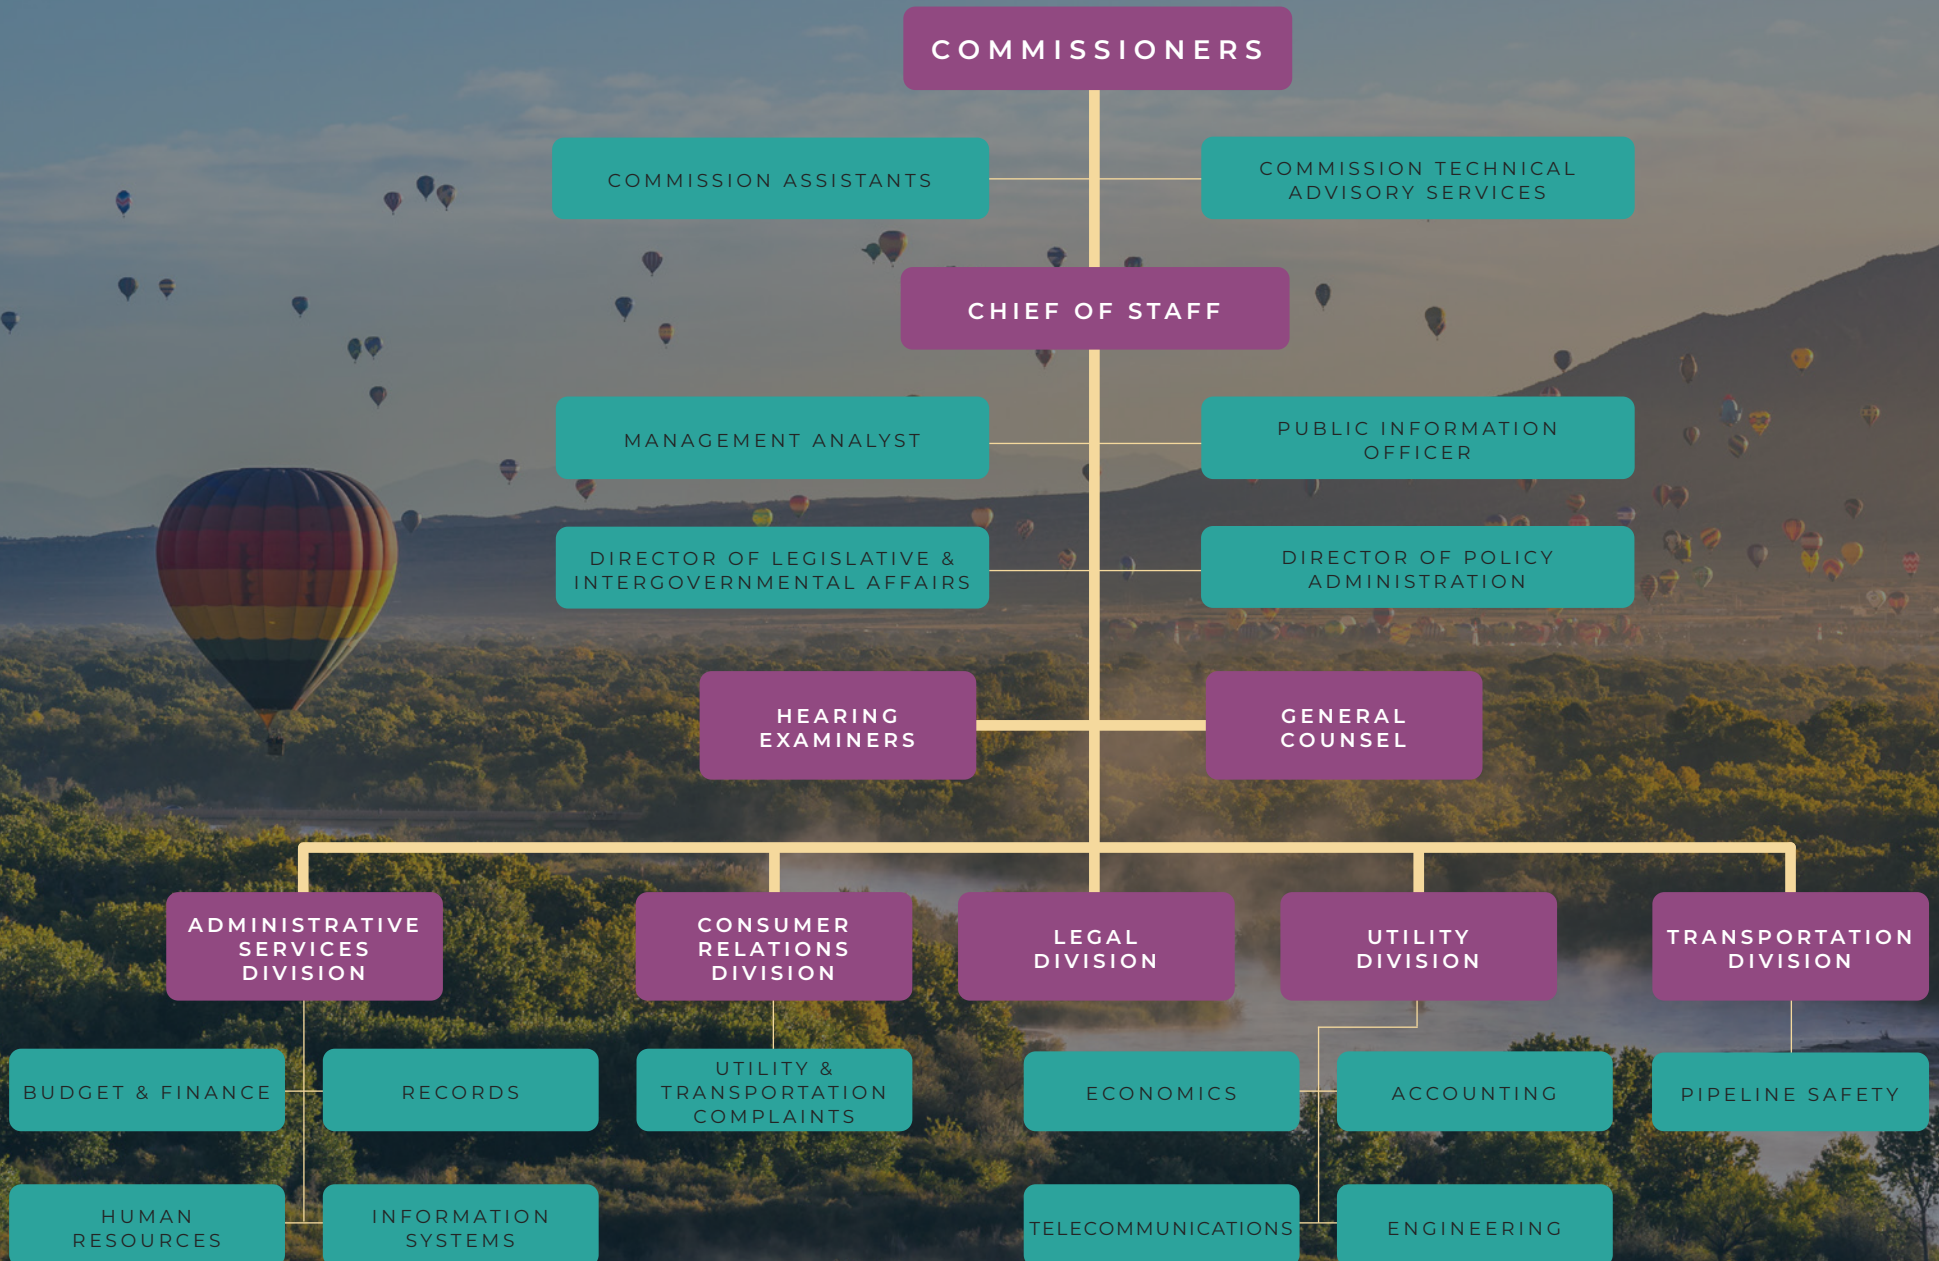 COMMISSIONERS
COMMISSION ASSISTANTS
COMMISSION TECHNICAL
ADVISORY SERVICES
CHIEF OF STAFF
MANAGEMENT ANALYST
PUBLIC INFORMATION
OFFICER
DIRECTOR OF LEGISLATIVE &
INTERGOVERNMENTAL AFFAIRS
DIRECTOR OF POLICY
ADMINISTRATION
HEARING
EXAMINERS
GENERAL
COUNSEL
ADMINISTRATIVE
SERVICES
DIVISION
CONSUMER
RELATIONS
DIVISION
LEGAL
DIVISION
UTILITY
DIVISION
TRANSPORTATION
DIVISION
BUDGET & FINANCE
RECORDS
UTILITY &
TRANSPORTATION
COMPLAINTS
ECONOMICS
ACCOUNTING
PIPELINE SAFETY
HUMAN
RESOURCES
INFORMATION
SYSTEMS
TELECOMMUNICATIONS
ENGINEERING